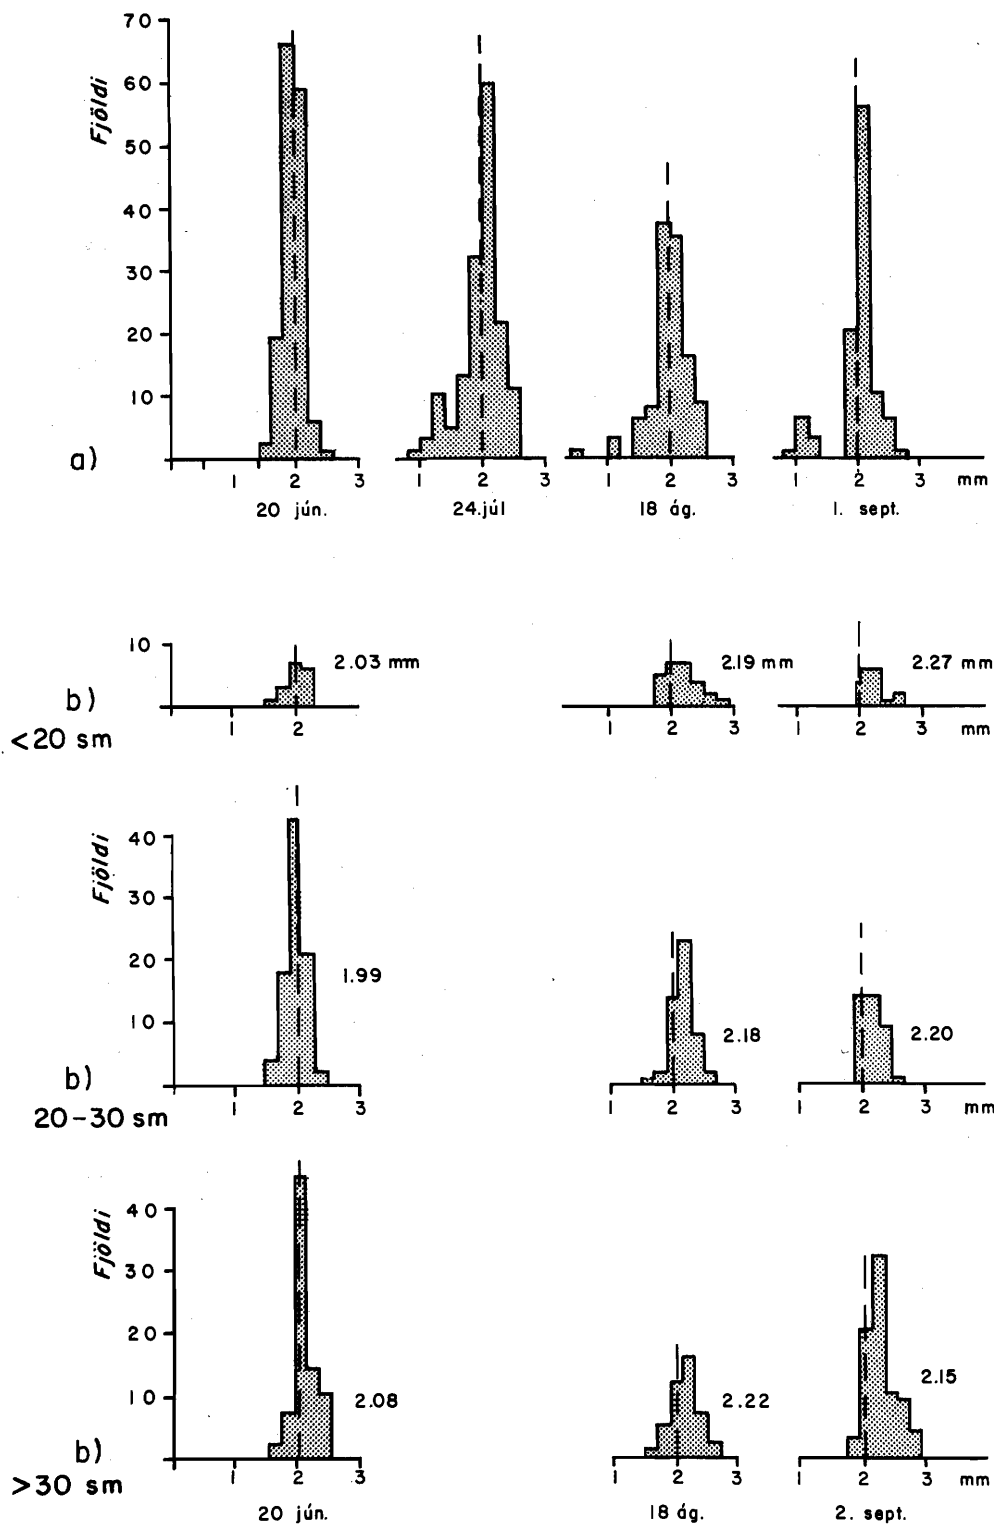 70
60
Fjöldi
50
40
30
20
10
a)
1 2 3 1 2 3 1 2 3 1 2 3 mm
20 jún. 24.júl 18 ág. 1. sept.
10
2.03 mm 2.19 mm 2.27 mm
b)
1 2 1 2 3 1 2 3 mm
<20 sm
40
Fjöldi
30
20
1.99
10
2.18 2.20
b)
1 2 3 1 2 3 1 2 3 mm
20-30 sm
40
Fjöldi
30
20
2.15
10
2.08 2.22
b)
1 2 3 1 2 3 1 2 3 mm
>30 sm
20 jún. 18 ág. 2. sept.